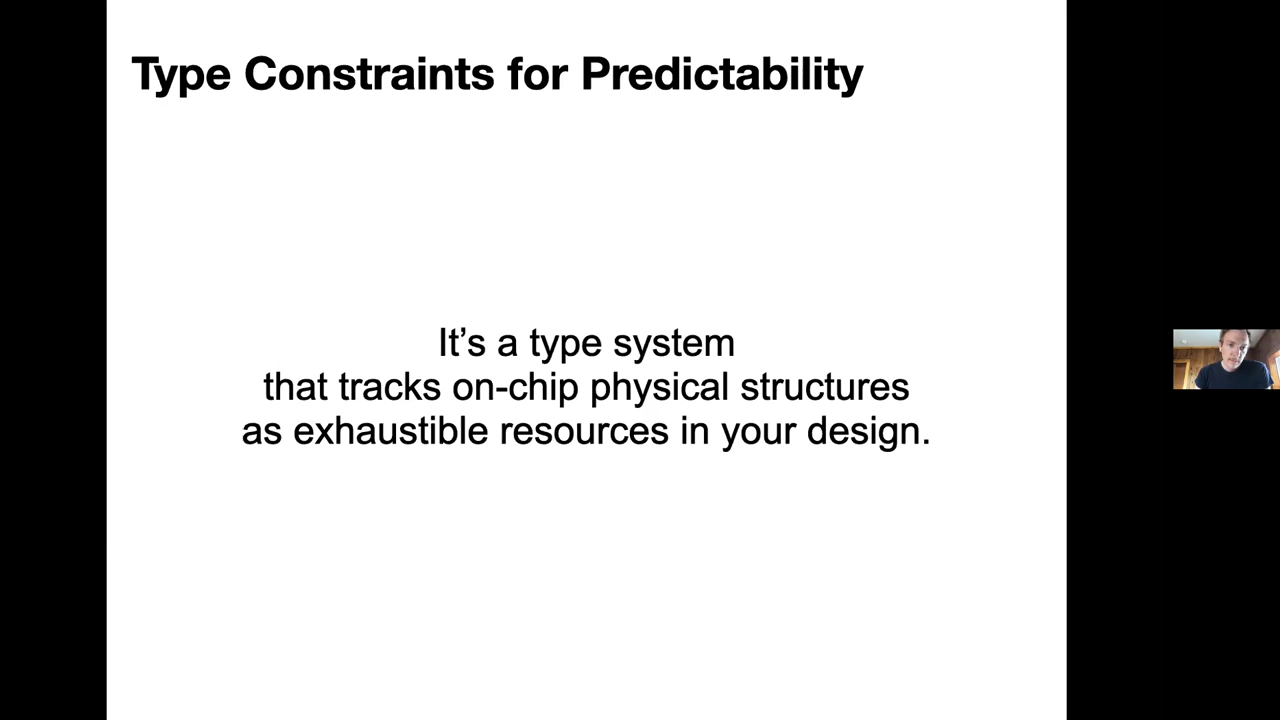 Type Constraints for Predictability
It’s a type system
that tracks on-chip physical structures
as exhaustible resources in your design.